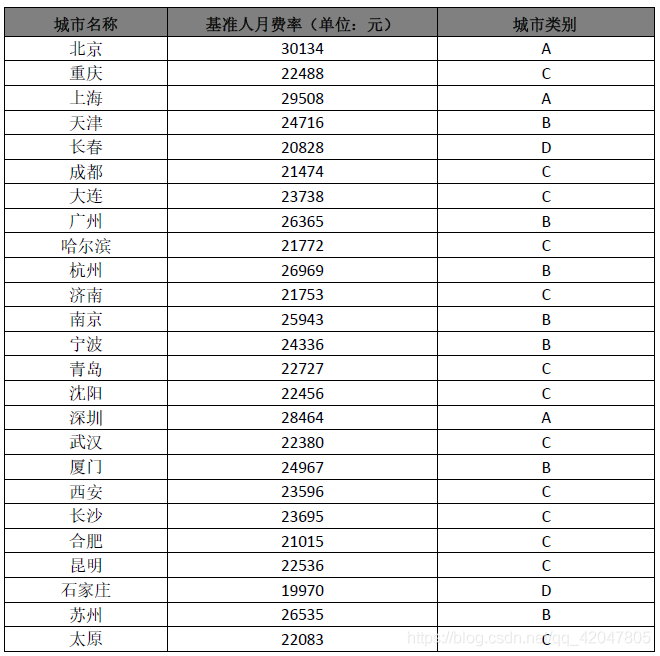 城市名称 基准人月费率（单位：元） 城市类别
北京 30134 A
重庆 22488 C
上海 29508 A
天津 24716 B
长春 20828 D
成都 21474 C
大连 23738 C
广州 26365 B
哈尔滨 21772 C
杭州 26969 B
济南 21753 C
南京 25943 B
宁波 24336 B
青岛 22727 C
沈阳 22456 C
深圳 28464 A
武汉 22380 C
厦门 24967 B
西安 23596 C
长沙 23695 C
合肥 21015 C
昆明 22536 C
石家庄 19970 D
苏州 26535 B
太原 22083 C
https://blog.csdn.net/qq_42047805